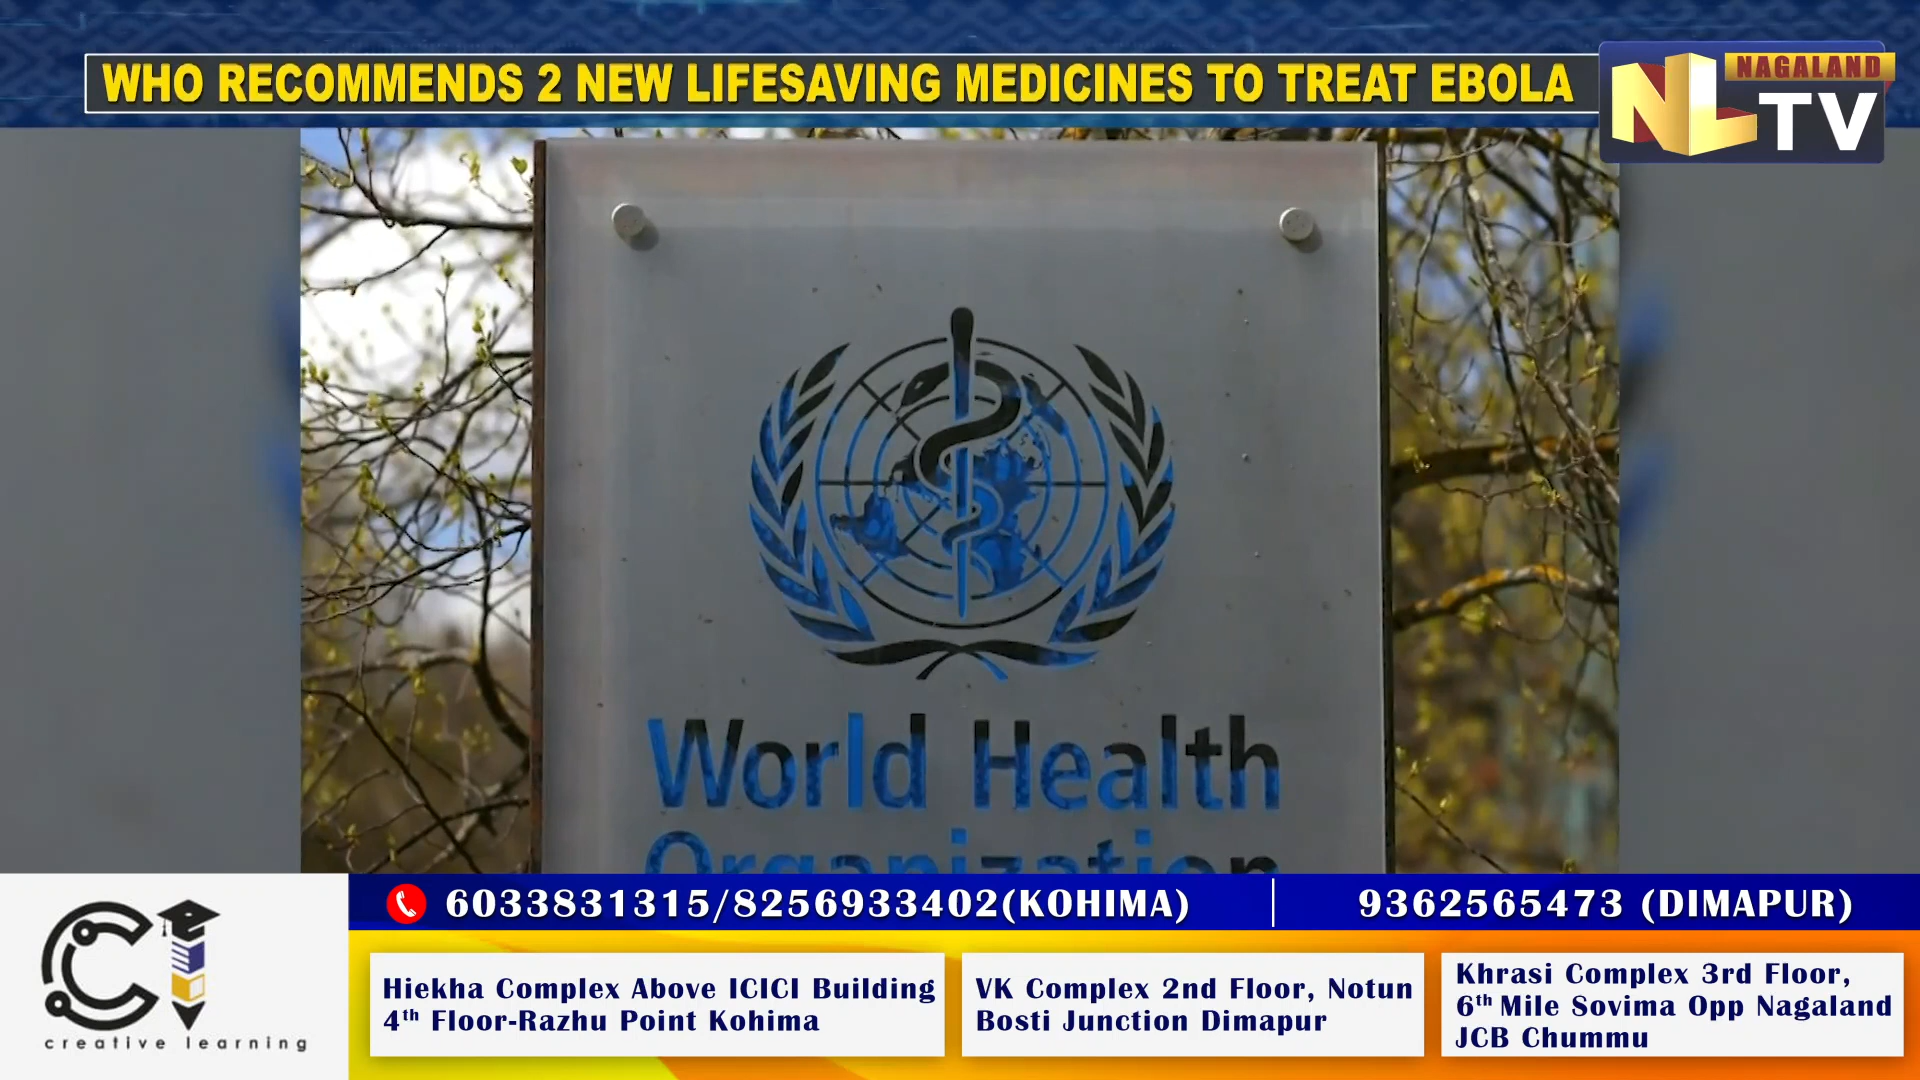 WHO RECOMMENDS 2 NEW LIFESAVING MEDICINES TO TREAT EBOLA
NAGALAND
NL TV
World Health
Organization
6033831315/8256933402(KOHIMA)
9362565473 (DIMAPUR)
creative learning
Hiekha Complex Above ICICI Building
4th Floor-Razhu Point Kohima
VK Complex 2nd Floor, Notun
Bosti Junction Dimapur
Khrasi Complex 3rd Floor,
6th Mile Sovima Opp Nagaland
JCB Chummu